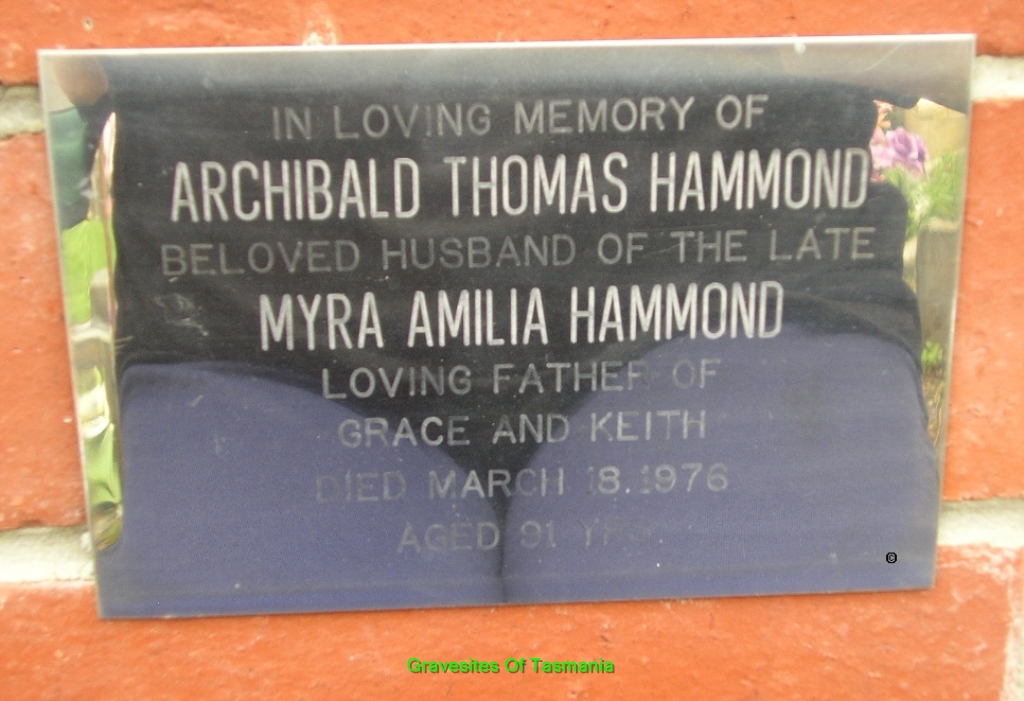 IN LOVING MEMORY OF
ARCHIBALD THOMAS HAMMOND
BELOVED HUSBAND OF THE LATE
MYRA AMILIA HAMMOND
LOVING FATHER OF
GRACE AND KEITH
DIED MARCH 18.1976
AGED 91 YRS.
©
Gravesites Of Tasmania